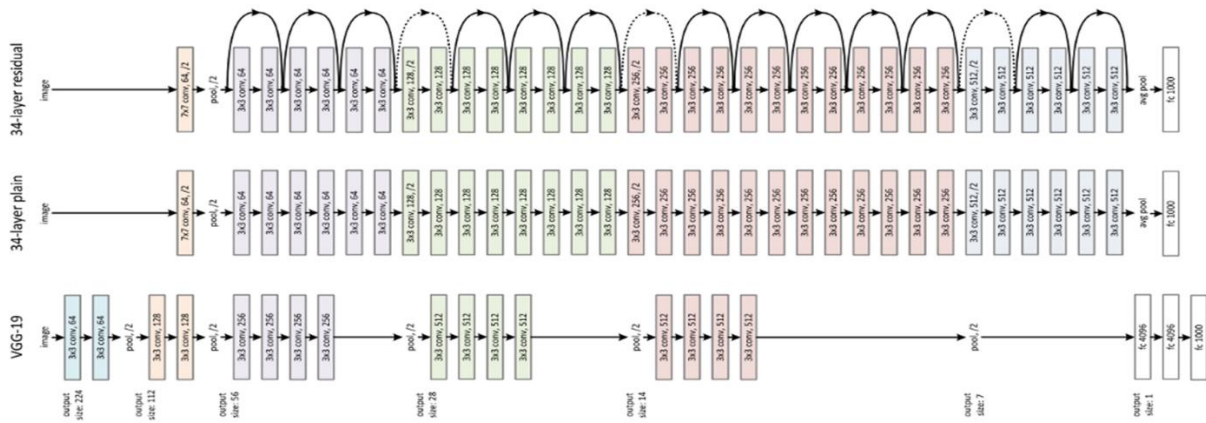 34-layer residual
image
7x7 conv, 64, /2
pool, /2
3x3 conv, 64
3x3 conv, 64
3x3 conv, 64
3x3 conv, 64
3x3 conv, 64
3x3 conv, 64
3x3 conv, 128, /2
3x3 conv, 128
3x3 conv, 128
3x3 conv, 128
3x3 conv, 128
3x3 conv, 128
3x3 conv, 128
3x3 conv, 128
3x3 conv, 256, /2
3x3 conv, 256
3x3 conv, 256
3x3 conv, 256
3x3 conv, 256
3x3 conv, 256
3x3 conv, 256
3x3 conv, 256
3x3 conv, 256
3x3 conv, 256
3x3 conv, 256
3x3 conv, 256
3x3 conv, 512, /2
3x3 conv, 512
3x3 conv, 512
3x3 conv, 512
3x3 conv, 512
3x3 conv, 512
avg pool
fc 1000
34-layer plain
image
7x7 conv, 64, /2
pool, /2
3x3 conv, 64
3x3 conv, 64
3x3 conv, 64
3x3 conv, 64
3x3 conv, 64
3x3 conv, 64
3x3 conv, 128, /2
3x3 conv, 128
3x3 conv, 128
3x3 conv, 128
3x3 conv, 128
3x3 conv, 128
3x3 conv, 128
3x3 conv, 128
3x3 conv, 256, /2
3x3 conv, 256
3x3 conv, 256
3x3 conv, 256
3x3 conv, 256
3x3 conv, 256
3x3 conv, 256
3x3 conv, 256
3x3 conv, 256
3x3 conv, 256
3x3 conv, 256
3x3 conv, 256
3x3 conv, 512, /2
3x3 conv, 512
3x3 conv, 512
3x3 conv, 512
3x3 conv, 512
3x3 conv, 512
avg pool
fc 1000
VGG-19
image
3x3 conv, 64
3x3 conv, 64
pool, /2
3x3 conv, 128
3x3 conv, 128
pool, /2
3x3 conv, 256
3x3 conv, 256
3x3 conv, 256
3x3 conv, 256
pool, /2
3x3 conv, 512
3x3 conv, 512
3x3 conv, 512
3x3 conv, 512
pool, /2
3x3 conv, 512
3x3 conv, 512
3x3 conv, 512
3x3 conv, 512
pool, /2
fc 4096
fc 4096
fc 1000
output
size: 224
output
size: 112
output
size: 56
output
size: 28
output
size: 14
output
size: 7
output
size: 1